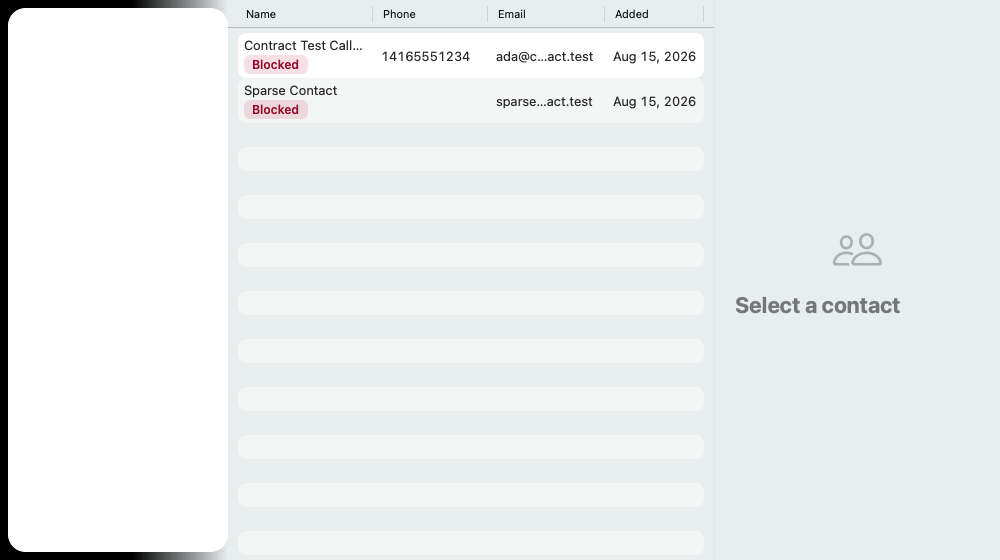 Name Phone Email Added
Contract Test Call… 14165551234 ada@c…act.test Aug 15, 2026
Blocked
Sparse Contact sparse…act.test Aug 15, 2026
Blocked
Select a contact